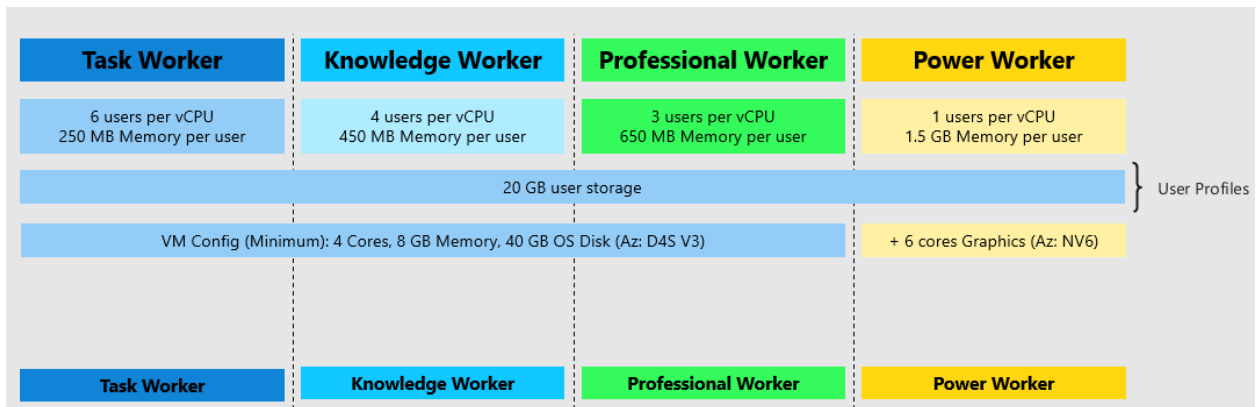 Task Worker
Knowledge Worker
Professional Worker
Power Worker
6 users per vCPU
250 MB Memory per user
4 users per vCPU
450 MB Memory per user
3 users per vCPU
650 MB Memory per user
1 users per vCPU
1.5 GB Memory per user
20 GB user storage
User Profiles
VM Config (Minimum): 4 Cores, 8 GB Memory, 40 GB OS Disk (Az: D4S V3)
+ 6 cores Graphics (Az: NV6)
Task Worker
Knowledge Worker
Professional Worker
Power Worker